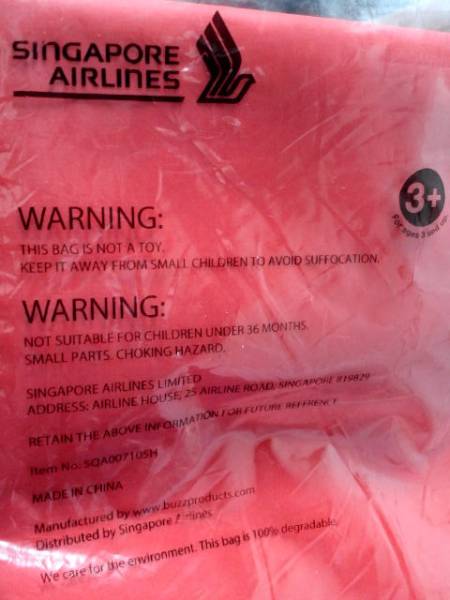 SINGAPORE
AIRLINES
3+
For ages 3 and up
WARNING:
THIS BAG IS NOT A TOY.
KEEP IT AWAY FROM SMALL CHILDREN TO AVOID SUFFOCATION.
WARNING:
NOT SUITABLE FOR CHILDREN UNDER 36 MONTHS.
SMALL PARTS. CHOKING HAZARD.
SINGAPORE AIRLINES LIMITED
ADDRESS: AIRLINE HOUSE, 25 AIRLINE ROAD, SINGAPORE 819829
RETAIN THE ABOVE INFORMATION FOR FUTURE REFERENCE
Item No: SQA00710SH
MADE IN CHINA
Manufactured by www.buzzproducts.com
Distributed by Singapore Airlines
We care for the environment. This bag is 100% degradable.